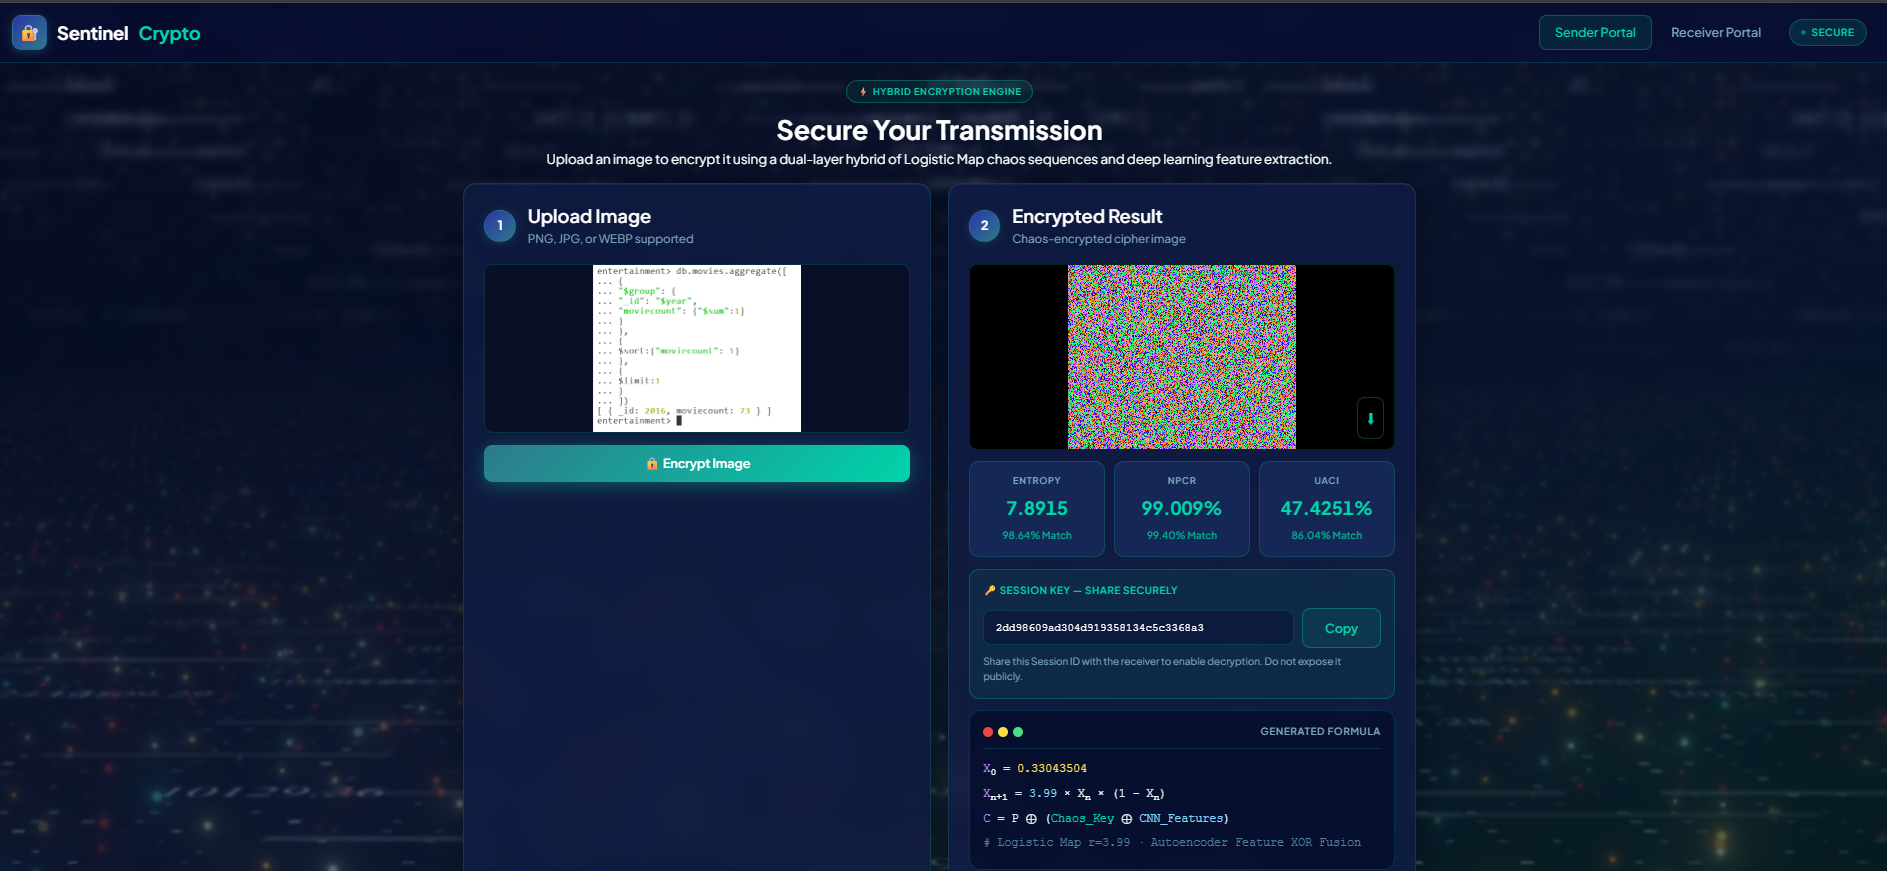 Sentinel Crypto
Sender Portal
Receiver Portal
SECURE
HYBRID ENCRYPTION ENGINE
Secure Your Transmission
Upload an image to encrypt it using a dual-layer hybrid of Logistic Map chaos sequences and deep learning feature extraction.
1
Upload Image
PNG, JPG, or WEBP supported
entertainment> db.movies.aggregate([
... {
... "$group": {
... "_id": "$year",
... "moviecount": {"$sum":1}
... }
... },
... {
... $sort:{"moviecount": 1}
... },
... {
... $limit:1
... }
... ])
[ { _id: 2016, moviecount: 73 } ]
entertainment>
Encrypt Image
2
Encrypted Result
Chaos-encrypted cipher image
ENTROPY
7.8915
98.64% Match
NPCR
99.009%
99.40% Match
UACI
47.4251%
86.04% Match
SESSION KEY — SHARE SECURELY
2dd98609ad304d919358134c5c3368a3
Copy
Share this Session ID with the receiver to enable decryption. Do not expose it
publicly.
GENERATED FORMULA
X₀ = 0.33043504
Xₙ₊₁ = 3.99 × Xₙ × (1 − Xₙ)
C = P ⊕ (Chaos_Key ⊕ CNN_Features)
# Logistic Map r=3.99 · Autoencoder Feature XOR Fusion